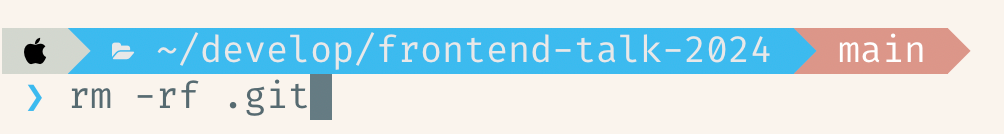 ~/develop/frontend-talk-2024 main
❯ rm -rf .git